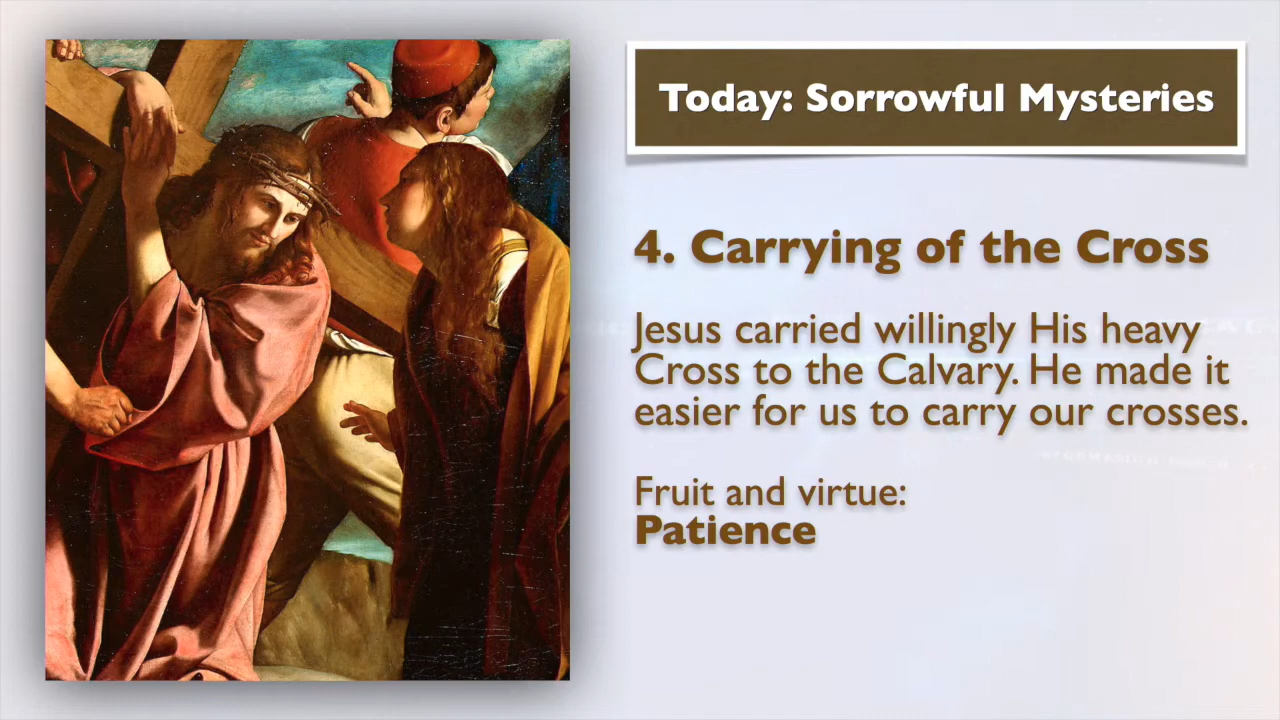 Today: Sorrowful Mysteries
4. Carrying of the Cross
Jesus carried willingly His heavy
Cross to the Calvary. He made it
easier for us to carry our crosses.
Fruit and virtue:
Patience